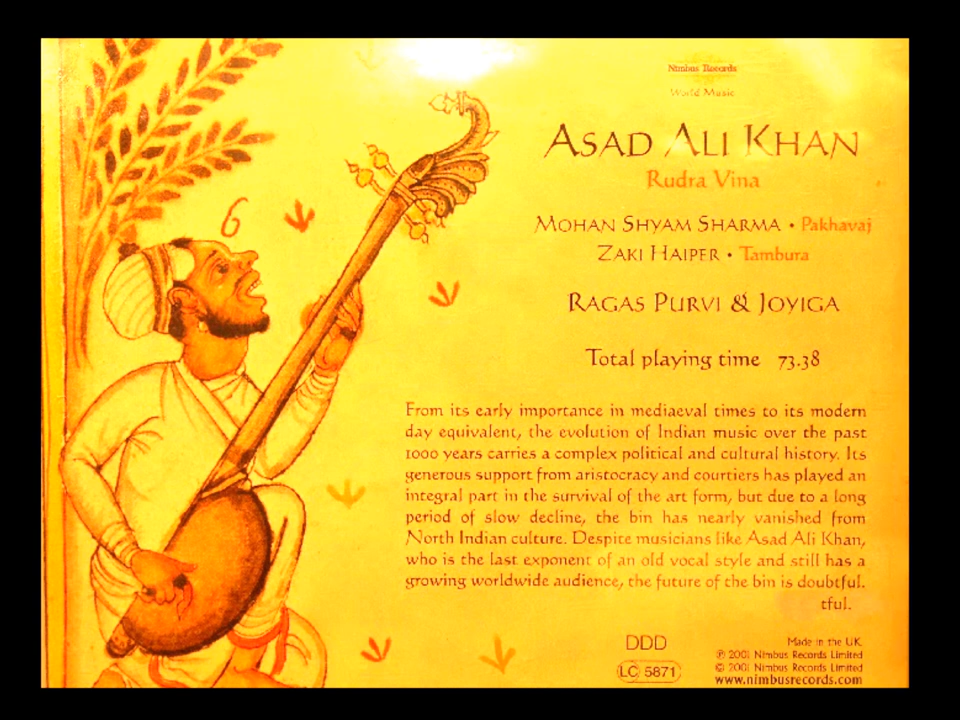 Nimbus Records
World Music
ASAD ALI KHAN
Rudra Vina
MOHAN SHYAM SHARMA • Pakhavaj
ZAKI HAIPER • Tambura
RAGAS PURVI & JOYIGA
Total playing time 73.38
From its early importance in mediaeval times to its modern
day equivalent, the evolution of Indian music over the past
1000 years carries a complex political and cultural history. Its
generous support from aristocracy and courtiers has played an
integral part in the survival of the art form, but due to a long
period of slow decline, the bin has nearly vanished from
North Indian culture. Despite musicians like Asad Ali Khan,
who is the last exponent of an old vocal style and still has a
growing worldwide audience, the future of the bin is doubtful.
tful.
DDD
LC 5871
Made in the UK
℗ 2001 Nimbus Records Limited
© 2001 Nimbus Records Limited
www.nimbusrecords.com
6